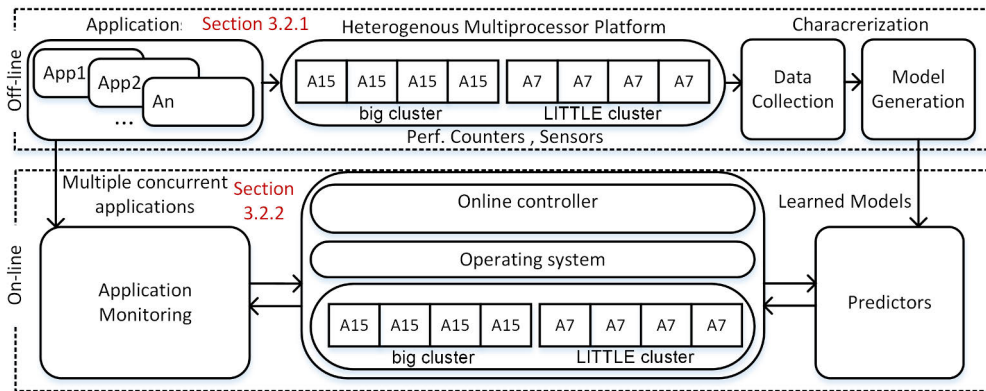 Applications Section 3.2.1
Heterogenous Multiprocessor Platform
Characrerization
Off-line
App1
App2
An
...
A15 A15 A15 A15 A7 A7 A7 A7
big cluster LITTLE cluster
Perf. Counters , Sensors
Data
Collection
Model
Generation
On-line
Multiple concurrent
applications
Section
3.2.2
Learned Models
Application
Monitoring
Online controller
Operating system
A15 A15 A15 A15 A7 A7 A7 A7
big cluster LITTLE cluster
Predictors